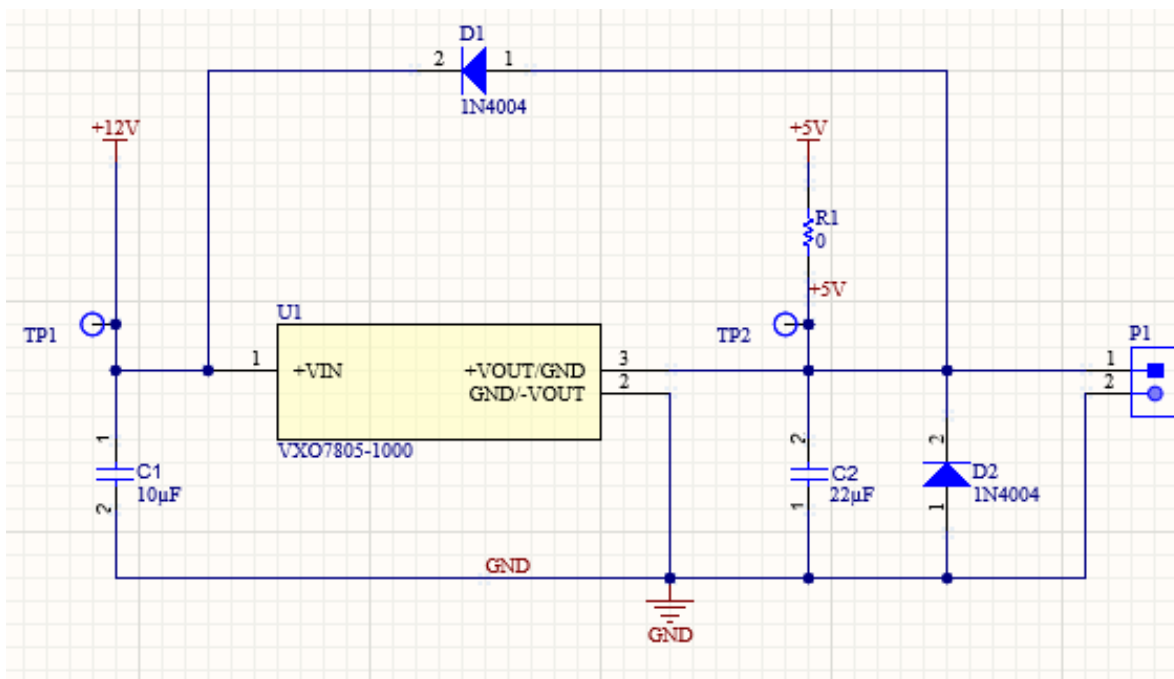 D1
2
1
1N4004
+12V
+5V
R1
0
+5V
TP1
U1
TP2
P1
1
+VIN
+VOUT/GND
3
1
GND/-VOUT
2
2
VXO7805-1000
1
C1
10µF
2
2
C2
22µF
1
2
D2
1N4004
1
GND
GND